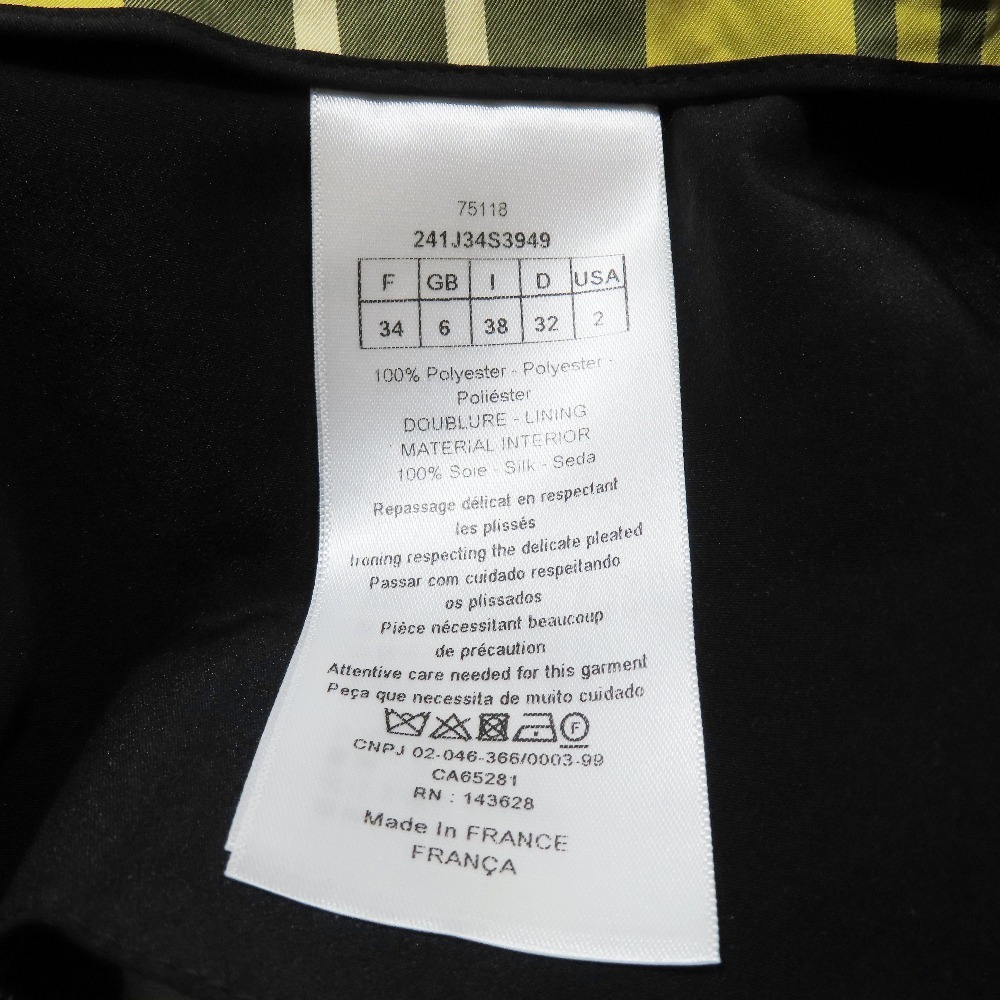 75118
241J34S3949
F GB I D USA
34 6 38 32 2
100% Polyester - Polyester -
Poliéster
DOUBLURE - LINING
MATERIAL INTERIOR
100% Soie - Silk - Seda
Repassage délicat en respectant
les plissés
Ironing respecting the delicate pleated
Passar com cuidado respeitando
os plissados
Pièce nécessitant beaucoup
de précaution
Attentive care needed for this garment
Peça que necessita de muito cuidado
F
CNPJ 02-046-366/0003-99
CA65281
RN : 143628
Made In FRANCE
FRANÇA